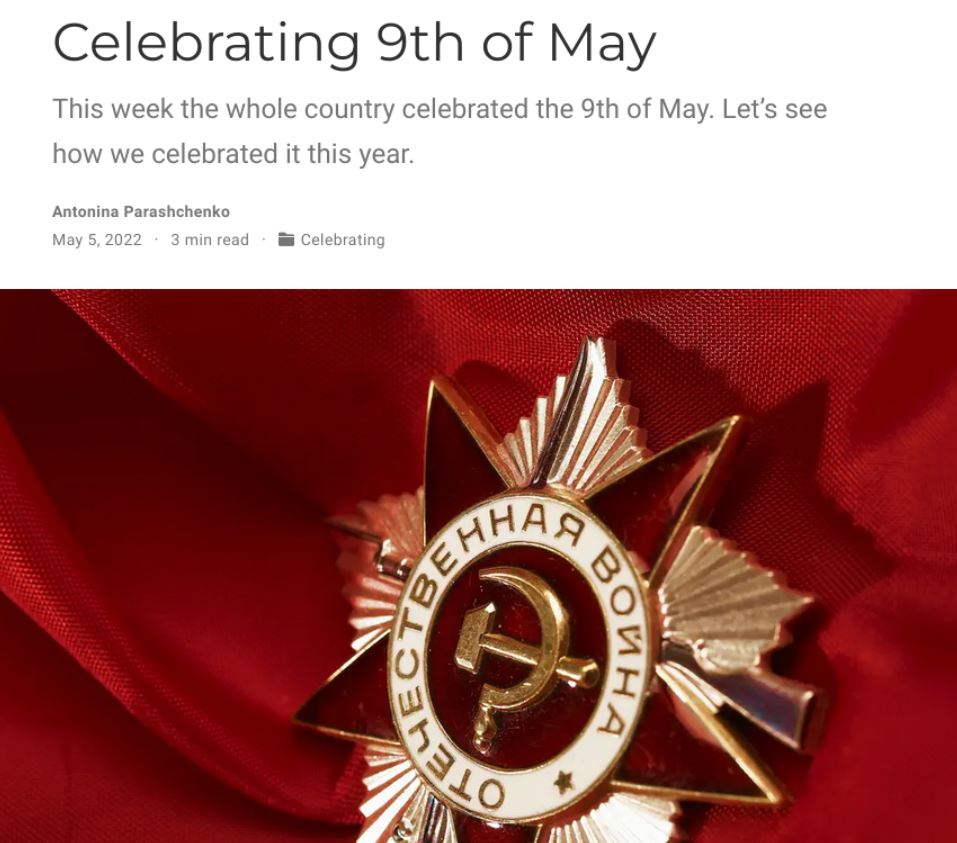 Celebrating 9th of May
This week the whole country celebrated the 9th of May. Let’s see
how we celebrated it this year.
Antonina Parashchenko
May 5, 2022 · 3 min read · Celebrating
ОТЕЧЕСТВЕННАЯ ВОЙНА